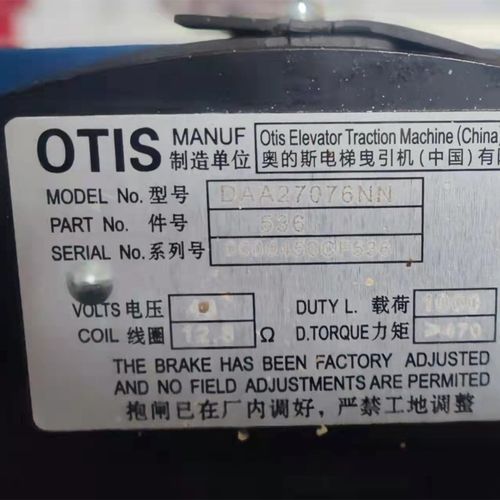 OTIS MANUF Otis Elevator Traction Machine (China)
制造单位 奥的斯电梯曳引机(中国)有
MODEL No. 型号 DAA27076NN
PART No. 件号 536
SERIAL No. 系列号
VOLTS 电压 DUTY L. 载荷
COIL 线圈 12.8 Ω D.TORQUE 力矩
THE BRAKE HAS BEEN FACTORY ADJUSTED
AND NO FIELD ADJUSTMENTS ARE PERMITED
抱闸已在厂内调好，严禁工地调整